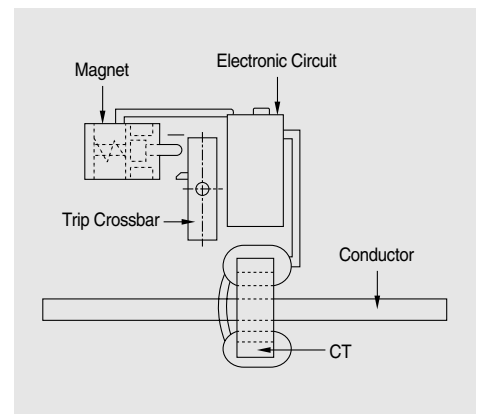 Electronic Circuit
Magnet
Trip Crossbar
Conductor
CT